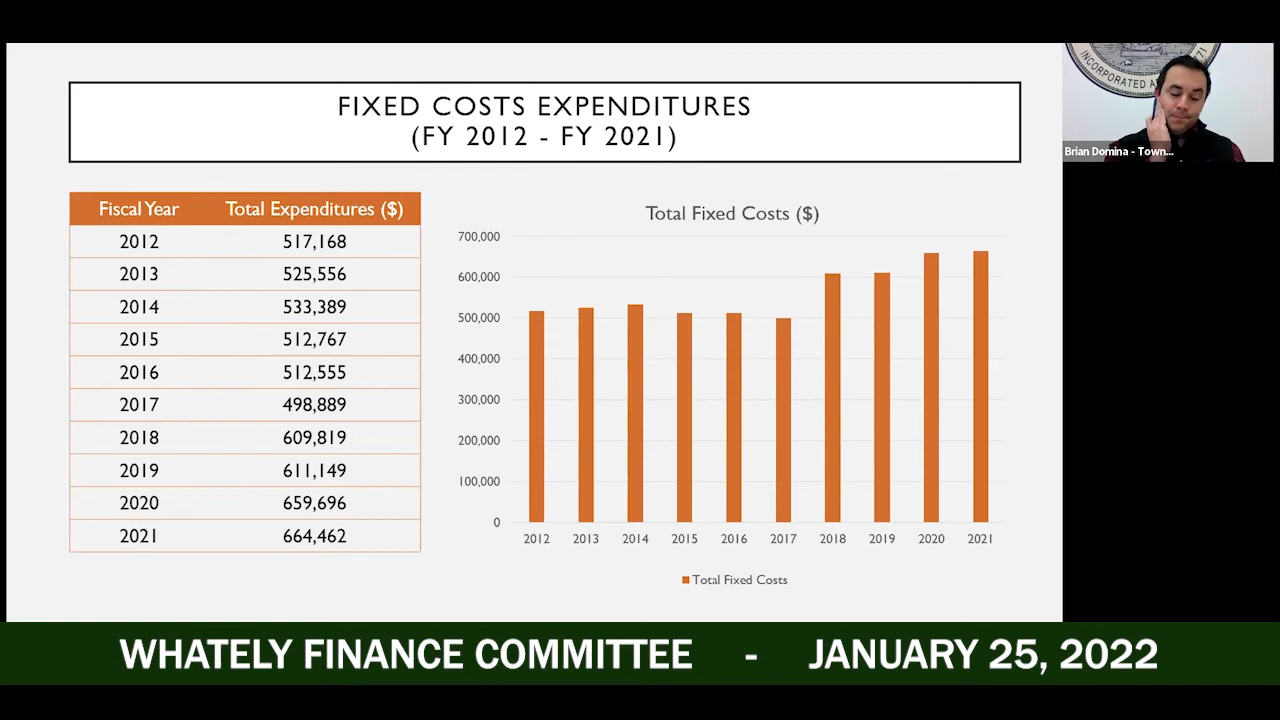 FIXED COSTS EXPENDITURES
(FY 2012 - FY 2021)
INCORPORATED
71
Brian Domina - Town...
Fiscal Year Total Expenditures ($)
2012 517,168
2013 525,556
2014 533,389
2015 512,767
2016 512,555
2017 498,889
2018 609,819
2019 611,149
2020 659,696
2021 664,462
Total Fixed Costs ($)
700,000
600,000
500,000
400,000
300,000
200,000
100,000
0
2012 2013 2014 2015 2016 2017 2018 2019 2020 2021
Total Fixed Costs
WHATELY FINANCE COMMITTEE - JANUARY 25, 2022